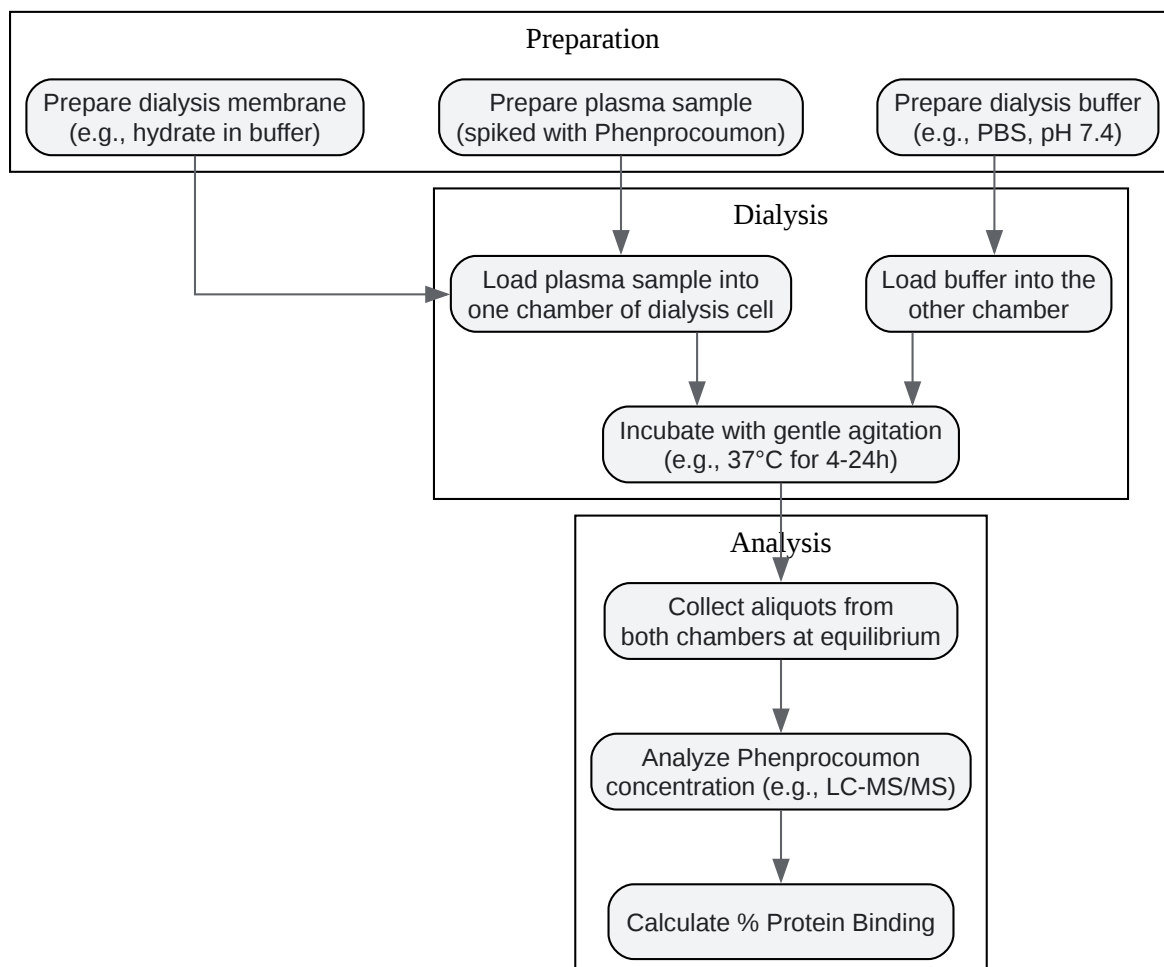 Preparation
Prepare dialysis membrane
(e.g., hydrate in buffer)
Prepare plasma sample
(spiked with Phenprocoumon)
Prepare dialysis buffer
(e.g., PBS, pH 7.4)
Dialysis
Load plasma sample into
one chamber of dialysis cell
Load buffer into the
other chamber
Incubate with gentle agitation
(e.g., 37°C for 4-24h)
Analysis
Collect aliquots from
both chambers at equilibrium
Analyze Phenprocoumon
concentration (e.g., LC-MS/MS)
Calculate % Protein Binding